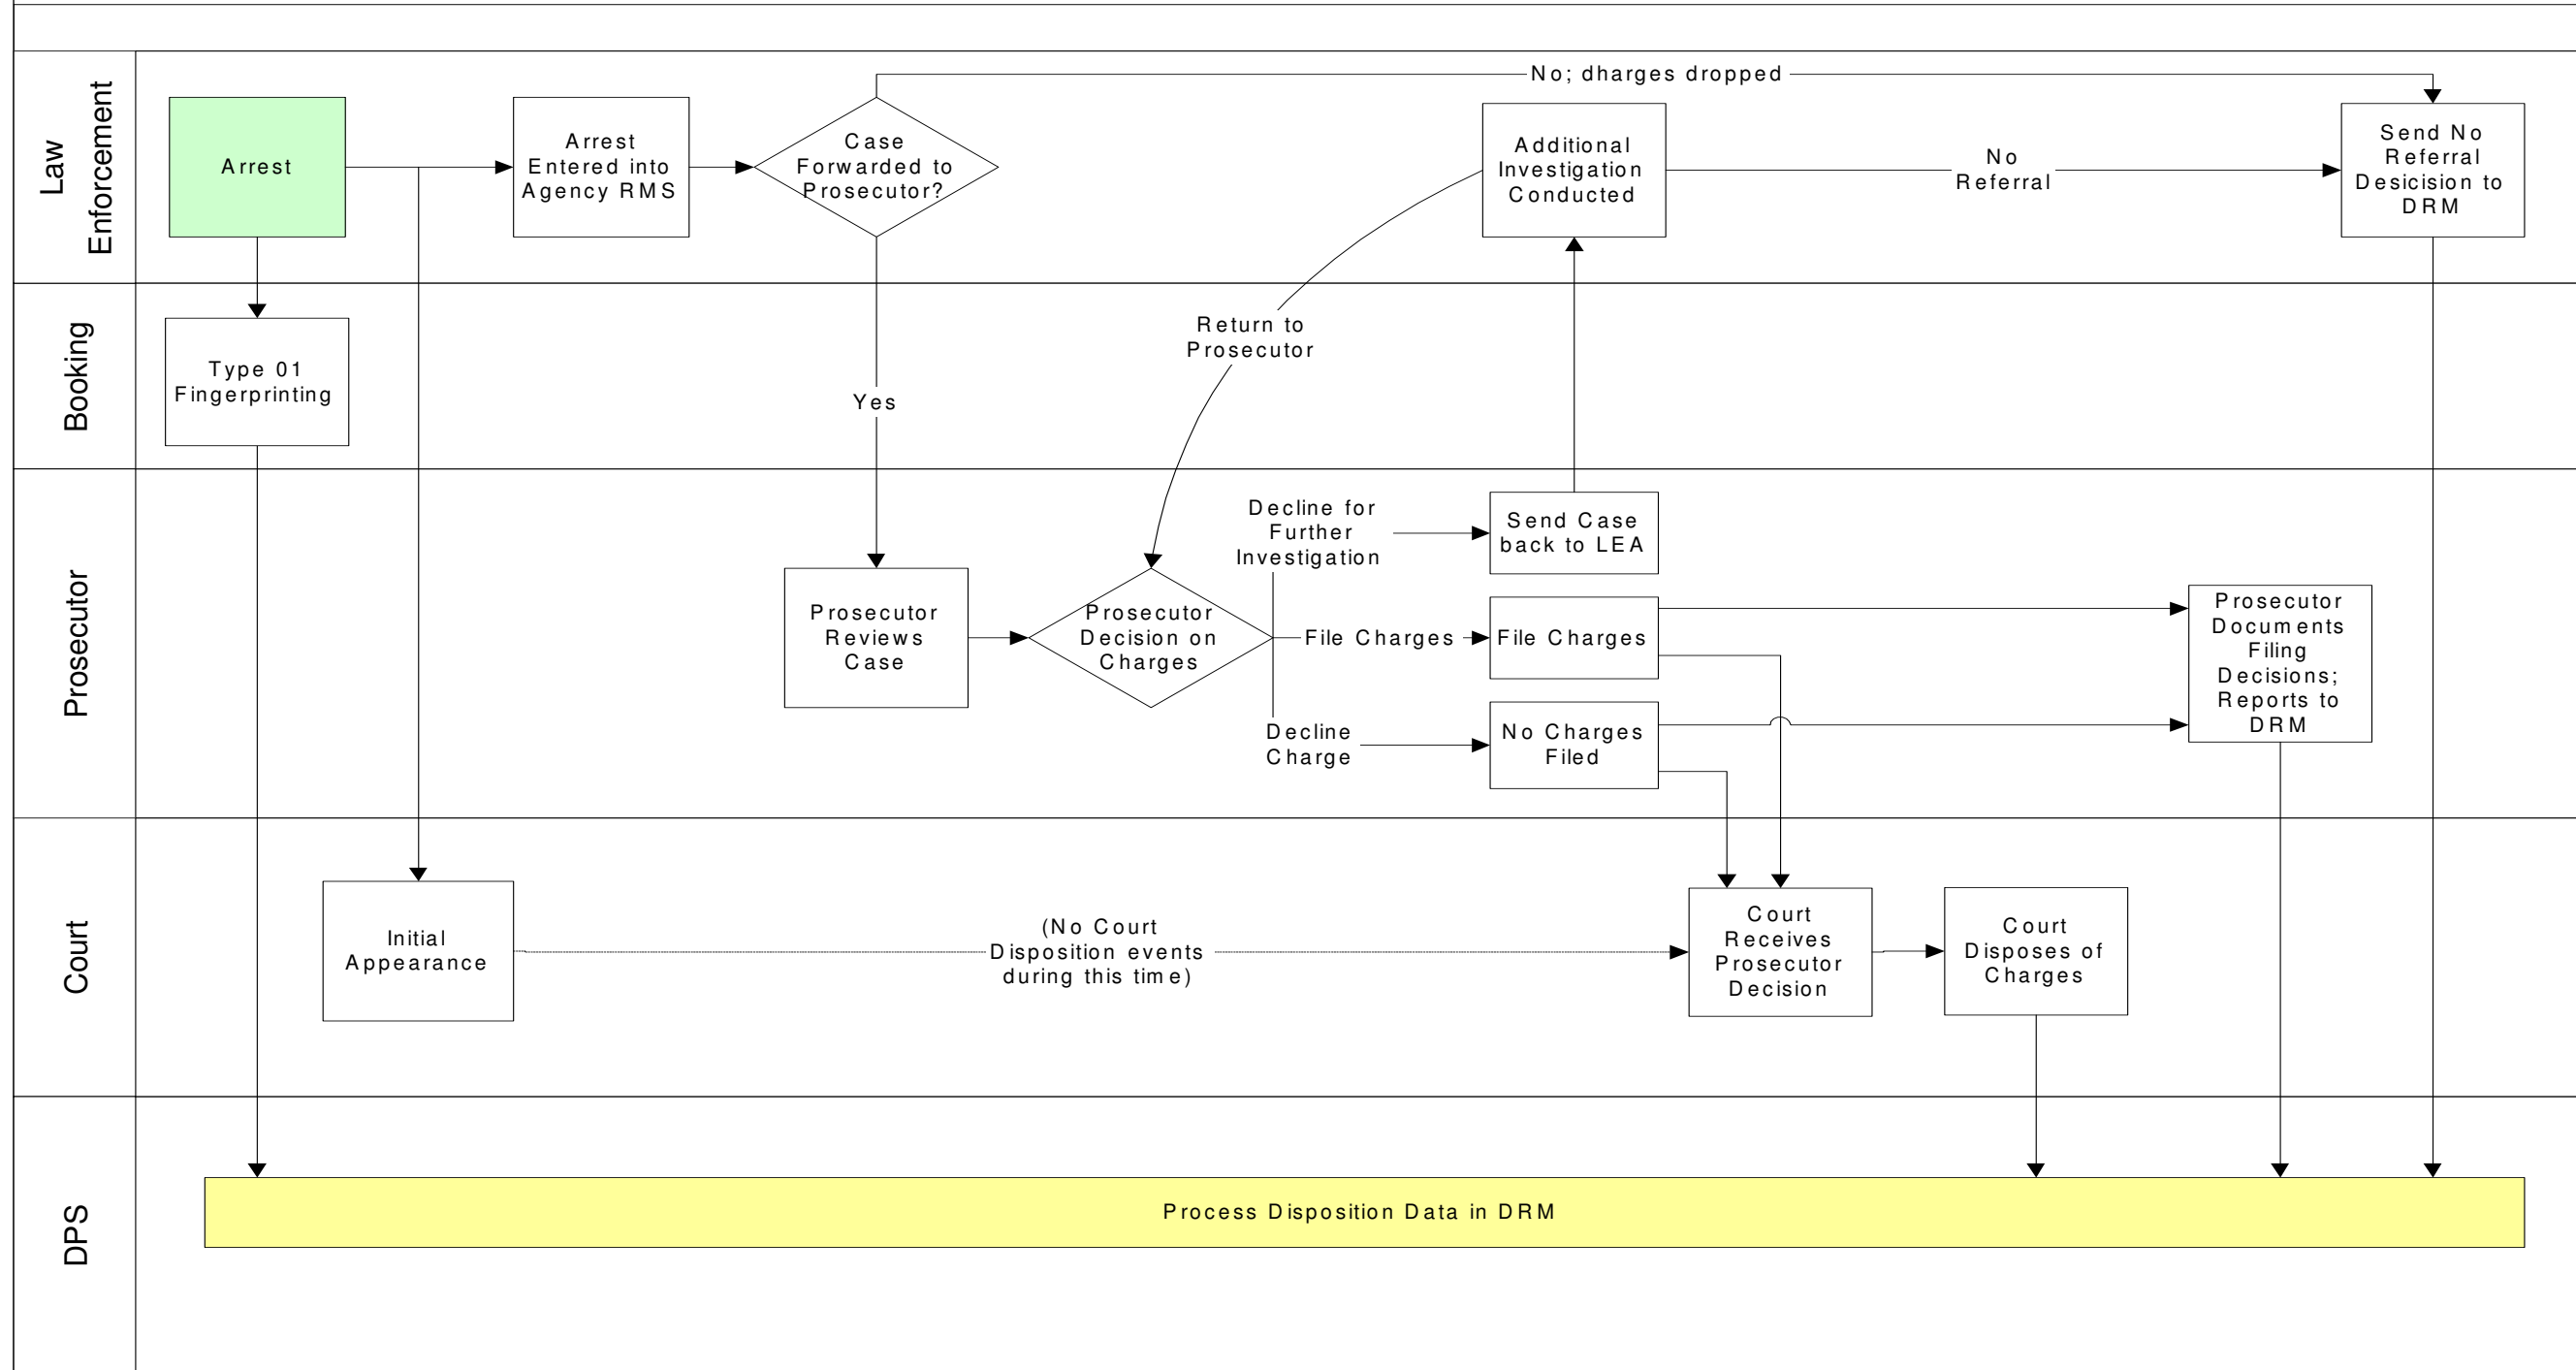 Law
Enforcement
No; dharges dropped
Arrest
Arrest
Entered into
Agency RMS
Case
Forwarded to
Prosecutor?
Additional
Investigation
Conducted
No
Referral
Send No
Referral
Desicision to
DRM
Booking
Type 01
Fingerprinting
Yes
Return to
Prosecutor
Prosecutor
Prosecutor
Reviews
Case
Prosecutor
Decision on
Charges
Decline for
Further
Investigation
Send Case
back to LEA
File Charges
File Charges
Decline
Charge
No Charges
Filed
Prosecutor
Documents
Filing
Decisions;
Reports to
DRM
Court
Initial
Appearance
(No Court
Disposition events
during this time)
Court
Receives
Prosecutor
Decision
Court
Disposes of
Charges
DPS
Process Disposition Data in DRM